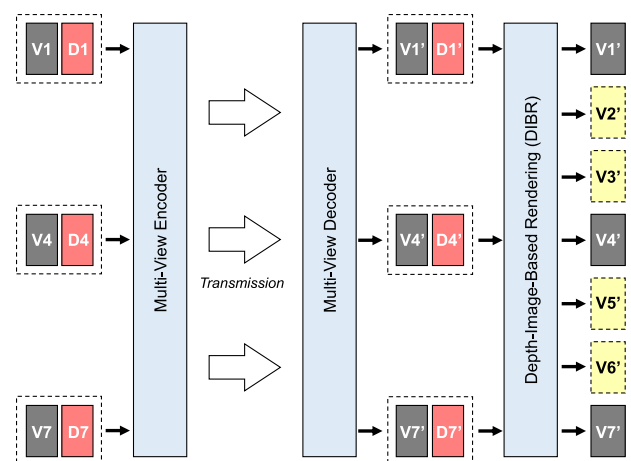 V1 D1
V4 D4
V7 D7
Multi-View Encoder
Transmission
Multi-View Decoder
V1’ D1’
V4’ D4’
V7’ D7’
Depth-Image-Based Rendering (DIBR)
V1’
V2’
V3’
V4’
V5’
V6’
V7’